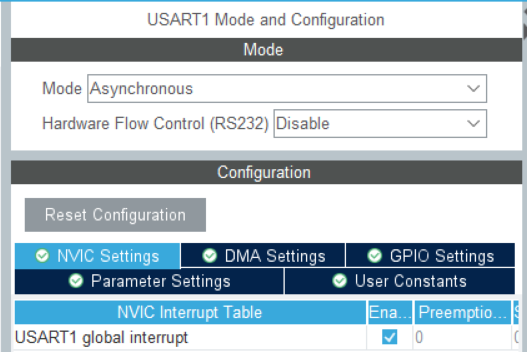 USART1 Mode and Configuration
Mode
Mode Asynchronous
Hardware Flow Control (RS232) Disable
Configuration
Reset Configuration
NVIC Settings DMA Settings GPIO Settings
Parameter Settings User Constants
NVIC Interrupt Table Ena... Preemptio...
USART1 global interrupt 0